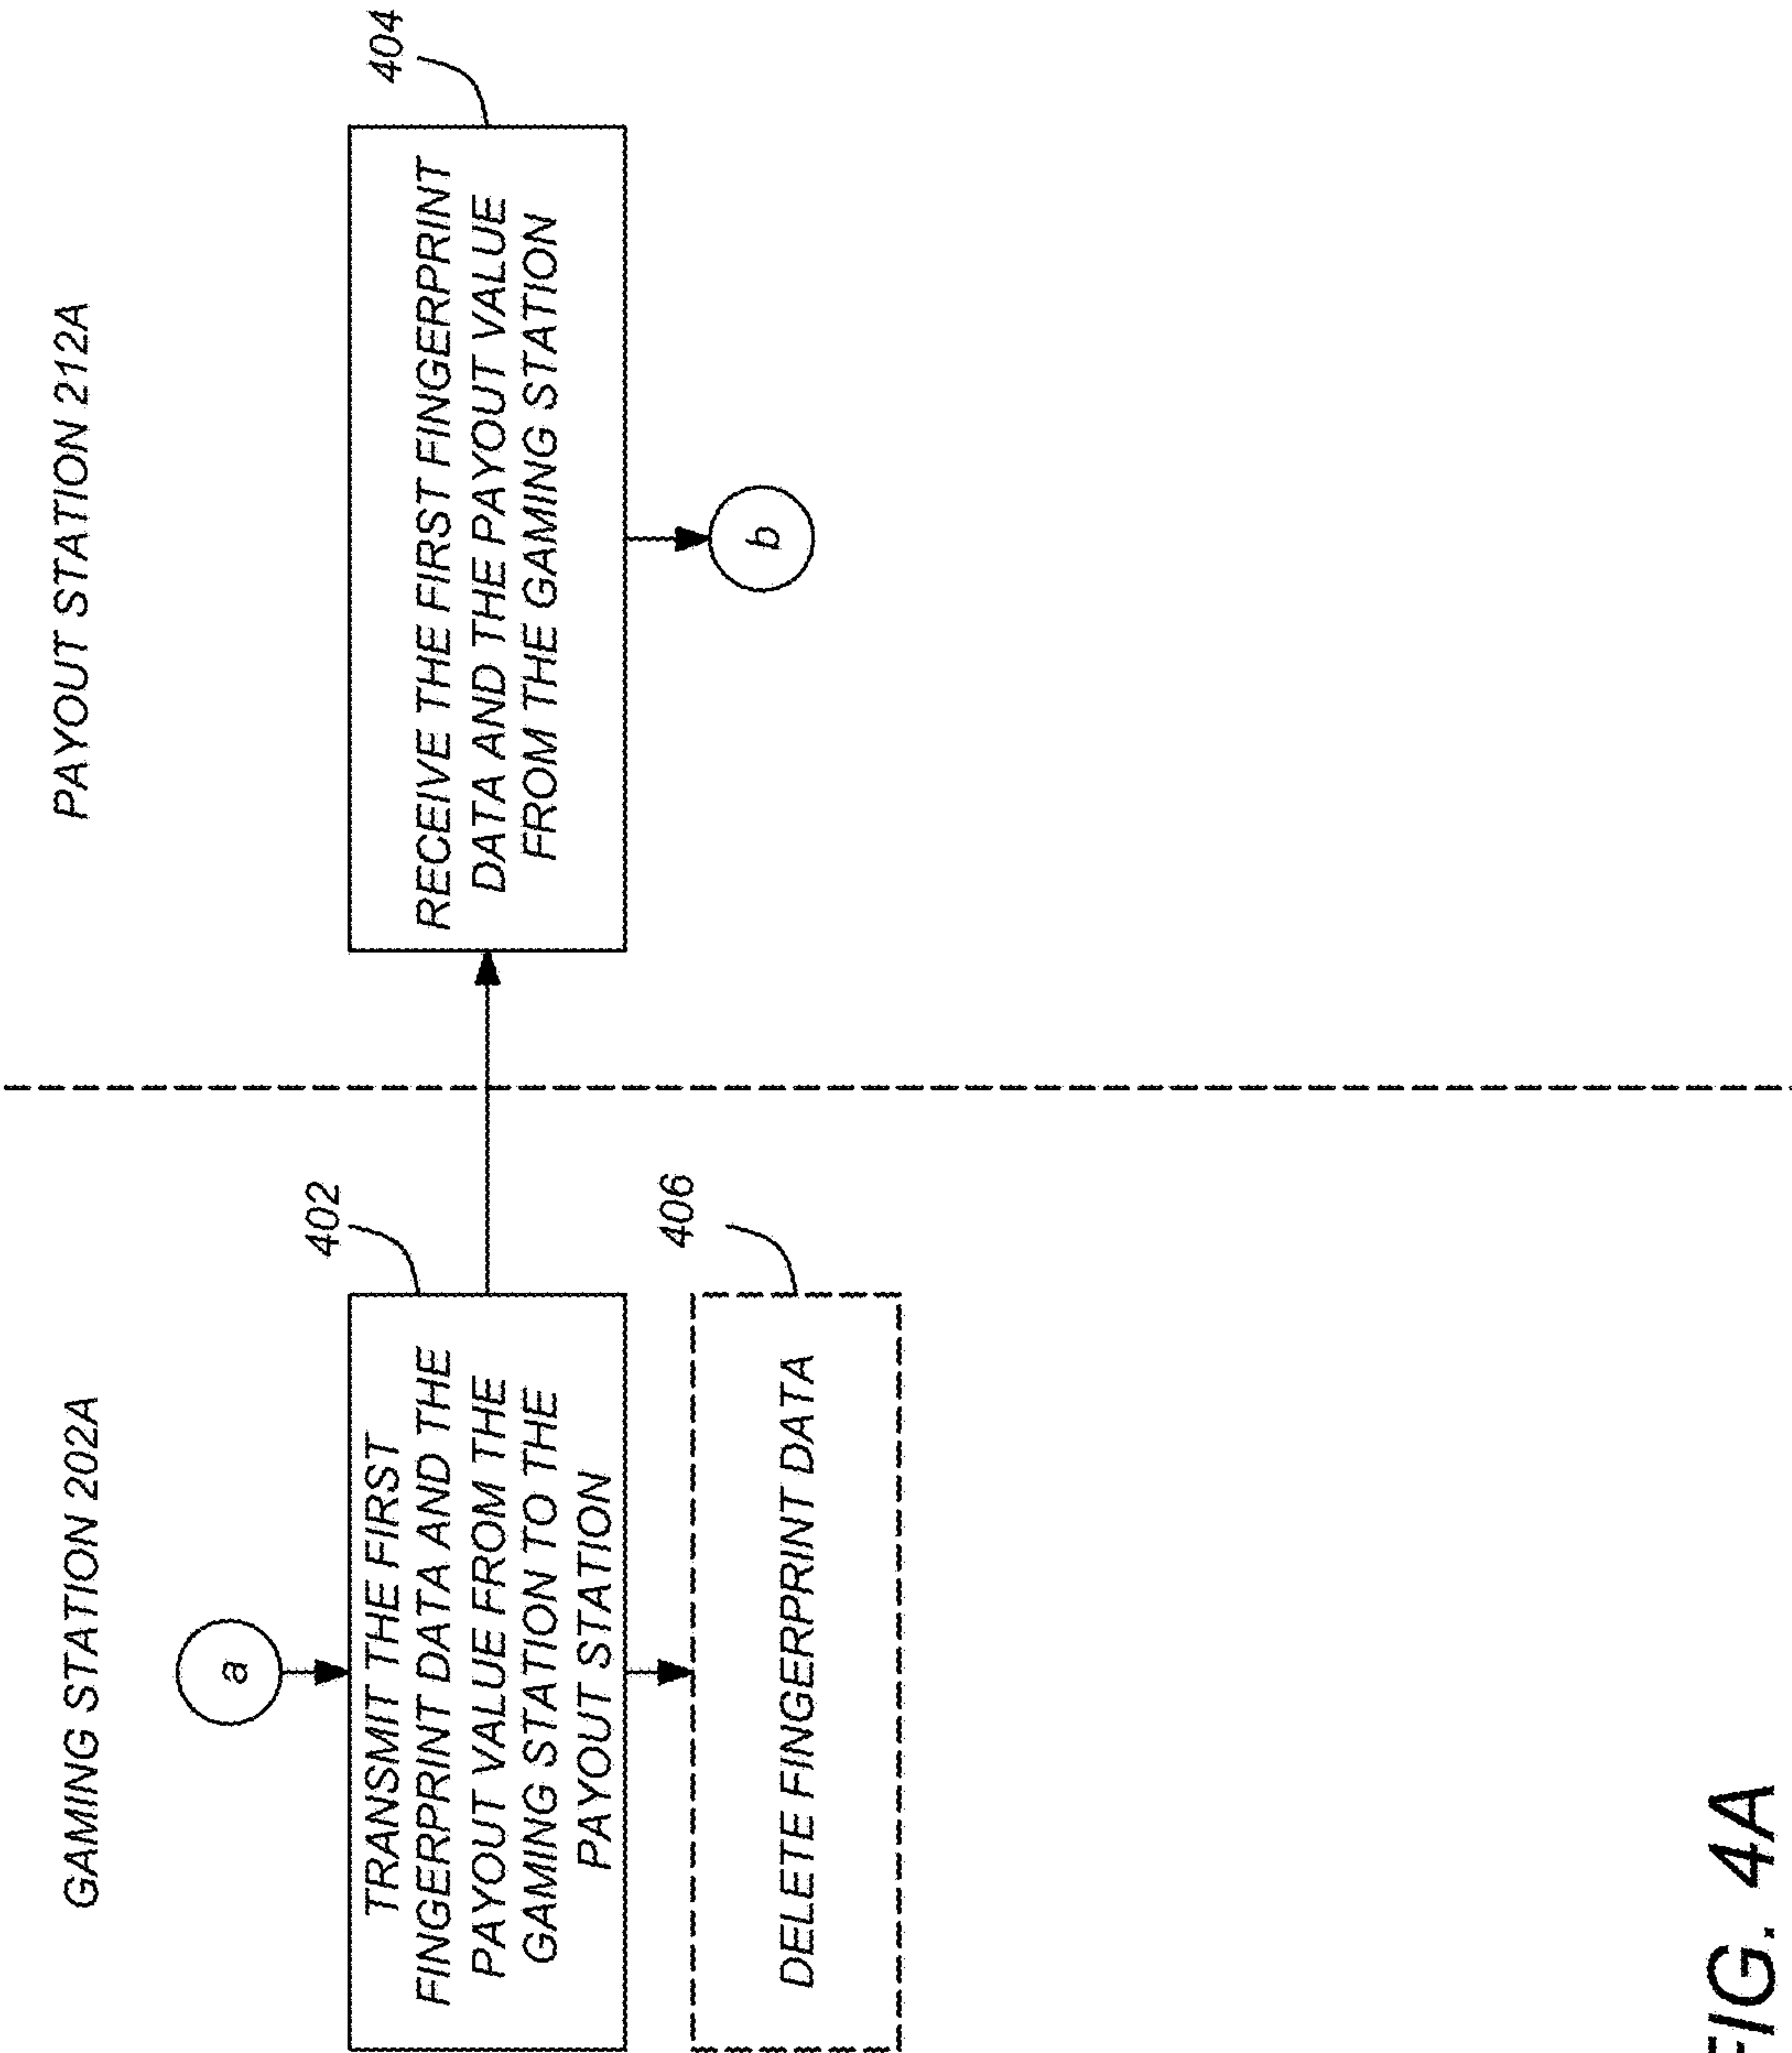 GAMING STATION 202A
PAYOUT STATION 212A
a
402
TRANSMIT THE FIRST
FINGERPRINT DATA AND THE
PAYOUT VALUE FROM THE
GAMING STATION TO THE
PAYOUT STATION
404
RECEIVE THE FIRST FINGERPRINT
DATA AND THE PAYOUT VALUE
FROM THE GAMING STATION
406
DELETE FINGERPRINT DATA
b
FIG. 4A